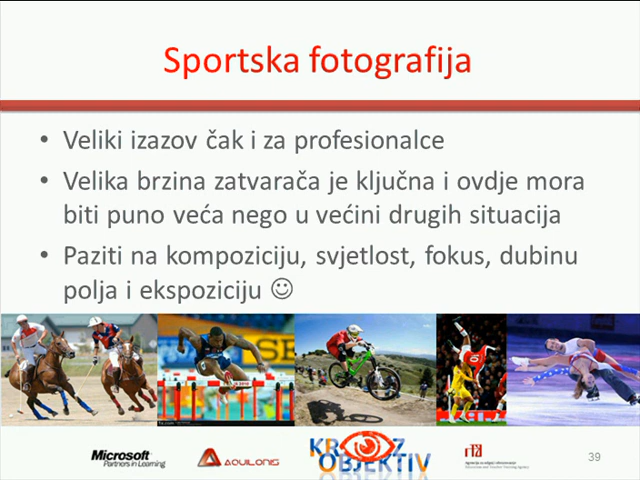 Sportska fotografija
• Veliki izazov čak i za profesionalce
• Velika brzina zatvarača je ključna i ovdje mora
biti puno veća nego u većini drugih situacija
• Paziti na kompoziciju, svjetlost, fokus, dubinu
polja i ekspoziciju ☺
Microsoft
Partners in Learning
AQUILONIS
KROZ
OBJEKTIV
39